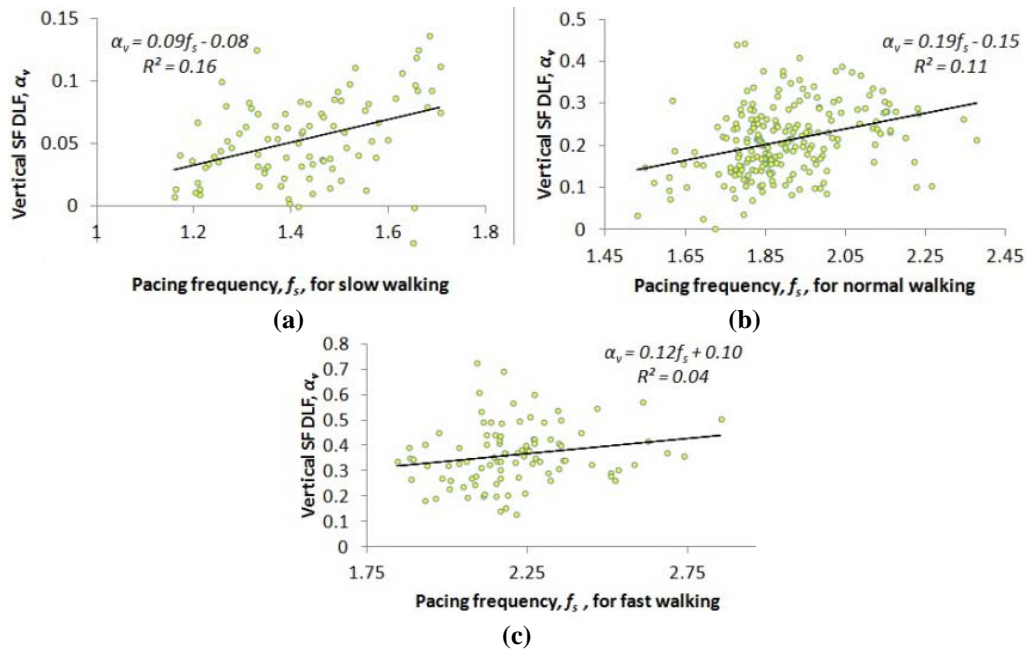 0.15
0.1
0.05
0
1
1.2
1.4
1.6
1.8
Vertical SF DLF, αᵥ
αᵥ = 0.09fₛ - 0.08
R² = 0.16
Pacing frequency, fₛ, for slow walking
(a)
0.5
0.4
0.3
0.2
0.1
0
1.45
1.65
1.85
2.05
2.25
2.45
Vertical SF DLF, αᵥ
αᵥ = 0.19fₛ - 0.15
R² = 0.11
Pacing frequency, fₛ, for normal walking
(b)
0.8
0.7
0.6
0.5
0.4
0.3
0.2
0.1
0
1.75
2.25
2.75
Vertical SF DLF, αᵥ
αᵥ = 0.12fₛ + 0.10
R² = 0.04
Pacing frequency, fₛ , for fast walking
(c)